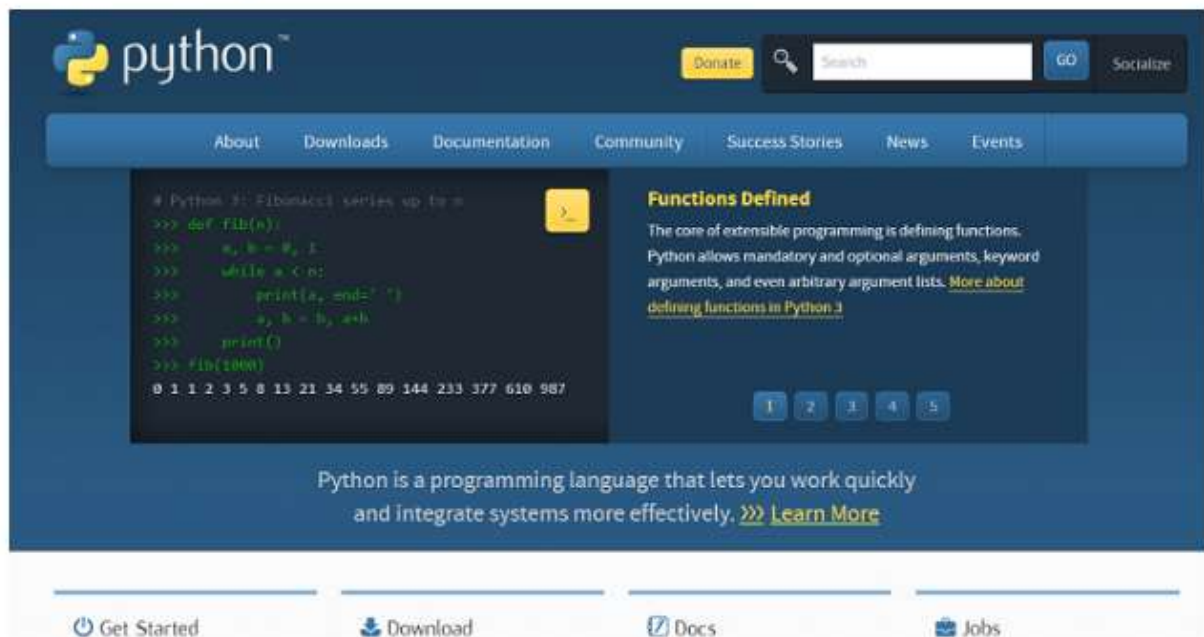 python™
Donate
Search
GO
Socialize
About Downloads Documentation Community Success Stories News Events
# Python 3: Fibonacci series up to n
>>> def fib(n):
>>>     a, b = 0, 1
>>>     while a < n:
>>>         print(a, end=' ')
>>>         a, b = b, a+b
>>>     print()
>>> fib(1000)
0 1 1 2 3 5 8 13 21 34 55 89 144 233 377 610 987
>_
Functions Defined
The core of extensible programming is defining functions.
Python allows mandatory and optional arguments, keyword
arguments, and even arbitrary argument lists. More about
defining functions in Python 3
1 2 3 4 5
Python is a programming language that lets you work quickly
and integrate systems more effectively. >>> Learn More
Get Started
Download
Docs
Jobs